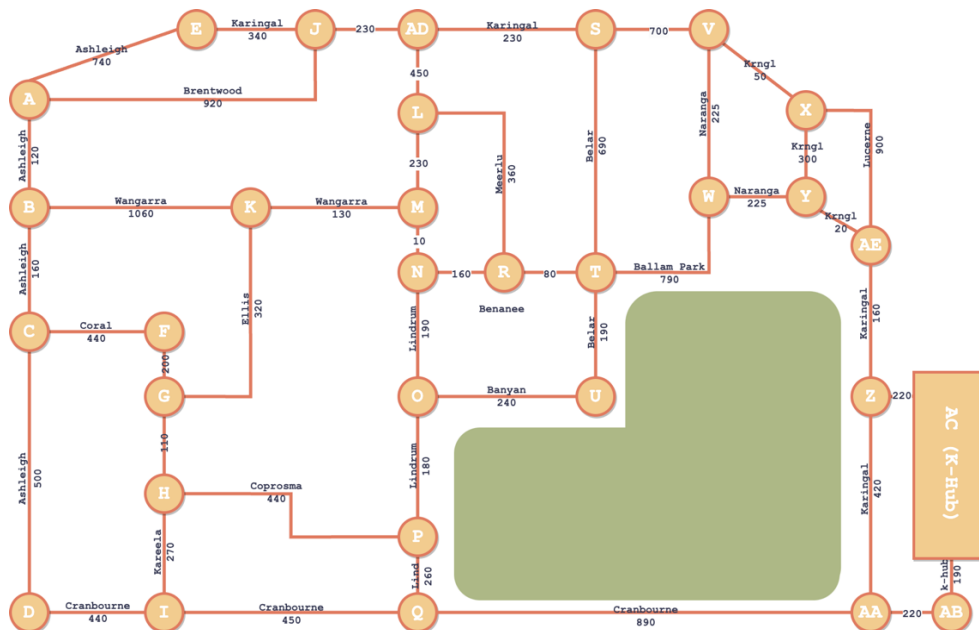 E
Karingal
340
J
230
AD
Karingal
230
S
700
V
Ashleigh
740
Krngl
50
450
Brentwood
920
A
L
X
Naranga
225
Ashleigh
120
Meerlu
360
Belar
690
Krngl
300
Lucerne
900
230
B
Wangarra
1060
K
Wangarra
130
M
W
Naranga
225
Y
Krngl
20
10
AE
Ashleigh
160
N
160
R
80
T
Ballam Park
790
Ellis
320
Benanee
Lindrum
190
Belar
190
Karingal
160
C
Coral
440
F
200
G
O
Banyan
240
U
Z
220
110
Ashleigh
500
Lindrum
180
Karingal
420
AC (K-Hub)
H
Coprosma
440
P
Kareela
270
Lind
260
k-hub
190
D
Cranbourne
440
I
Cranbourne
450
Q
Cranbourne
890
AA
220
AB